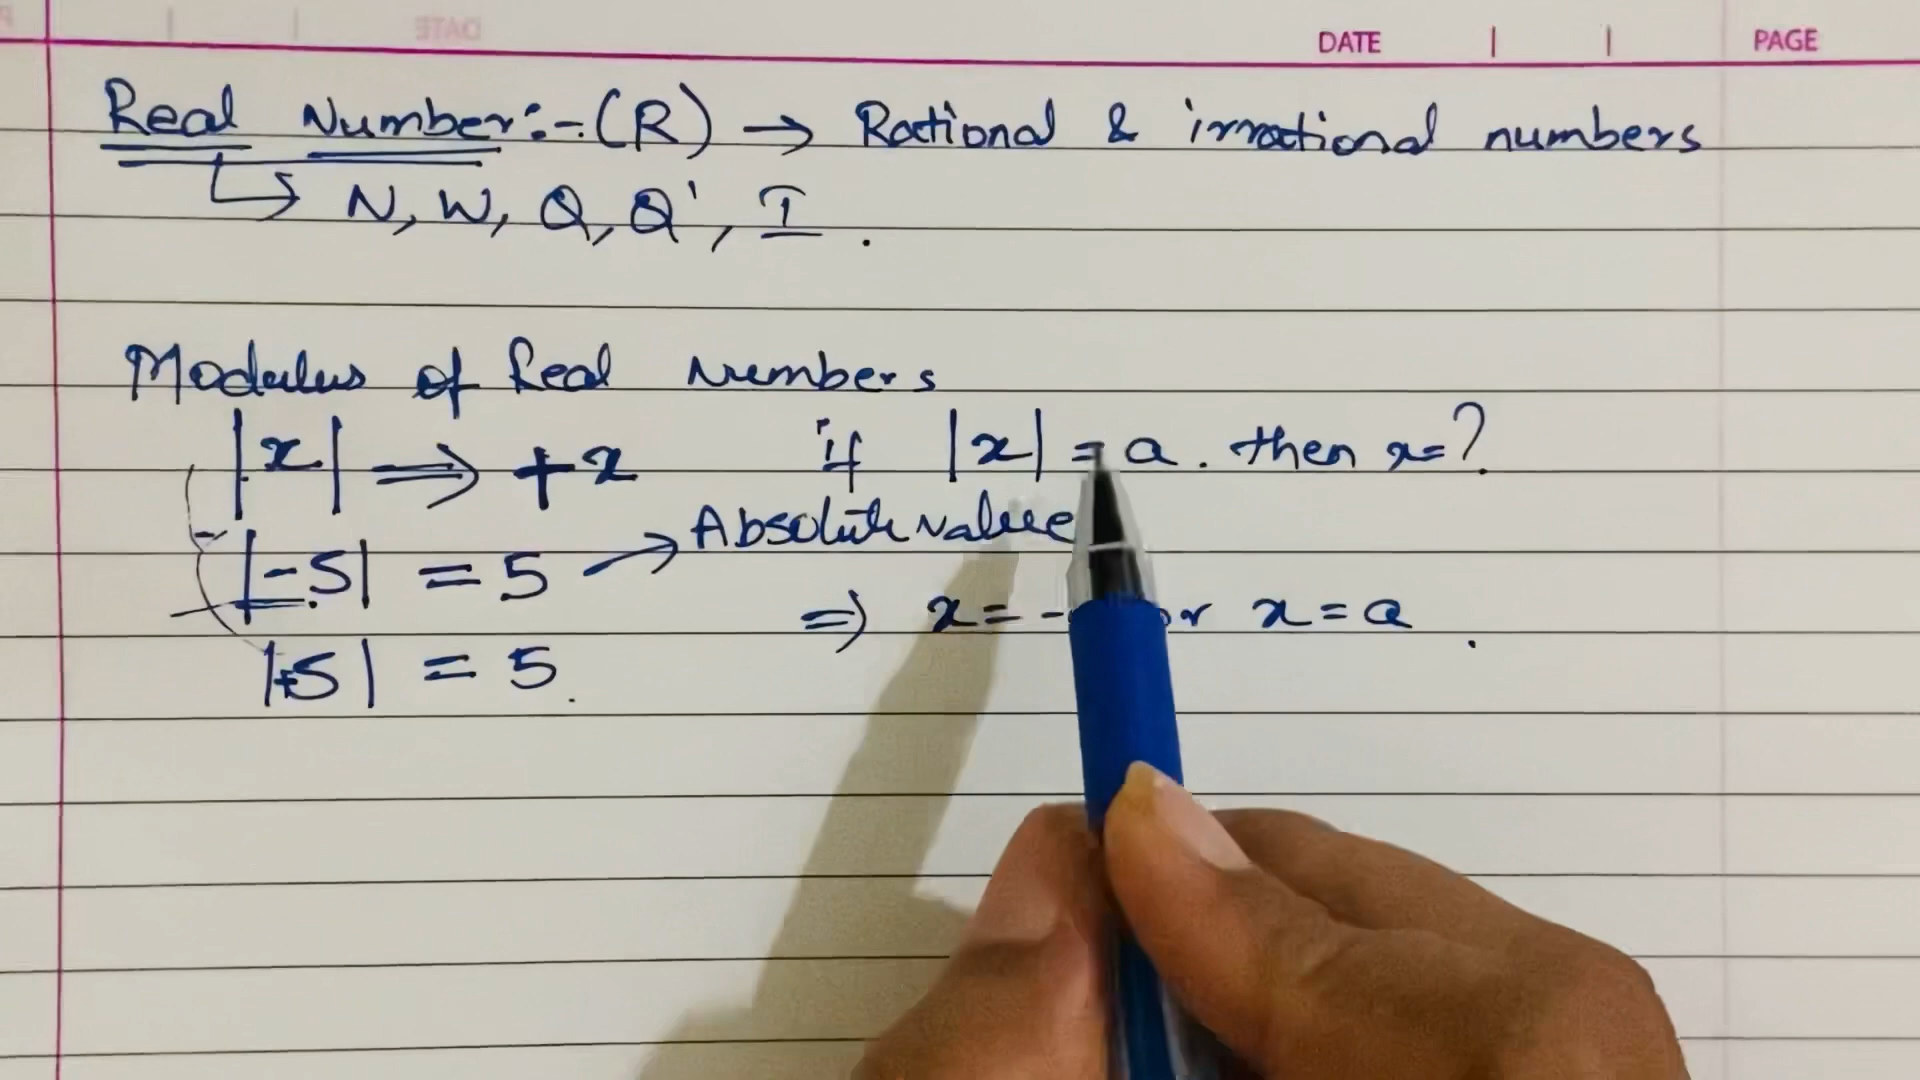 DATE PAGE
Real Number:-(R) → Rational & irrational numbers
↳ N, W, Q, Q', I .
Modulus of Real Numbers
|x| ⇒ +x
|-5| = 5 → Absolute value
|+5| = 5.
if |x| = a. then x=?
⇒ x = - or x = a .